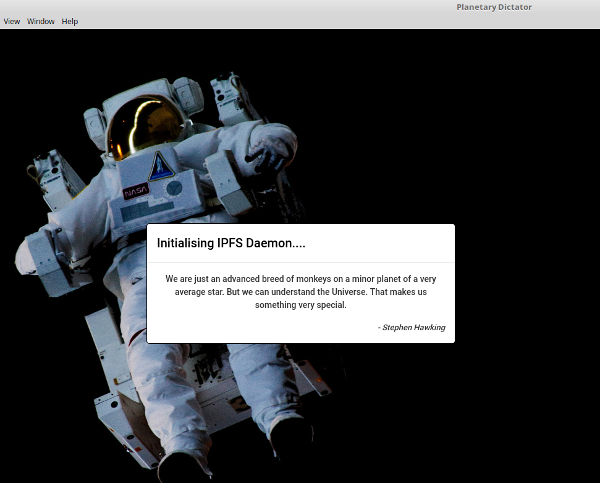 Planetary Dictator
View Window Help
NASA
Initialising IPFS Daemon....
We are just an advanced breed of monkeys on a minor planet of a very
average star. But we can understand the Universe. That makes us
something very special.
- Stephen Hawking